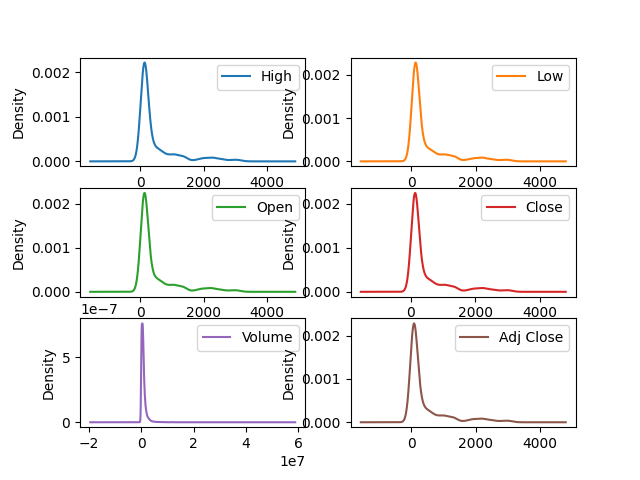 High
Density
0.002
0.001
0.000
0 2000 4000
Low
Density
0.002
0.001
0.000
0 2000 4000
Open
Density
0.002
0.001
0.000
0 2000 4000
Close
Density
0.002
0.001
0.000
0 2000 4000
1e−7
Volume
Density
5
0
−2 0 2 4 6
1e7
Adj Close
Density
0.002
0.001
0.000
0 2000 4000